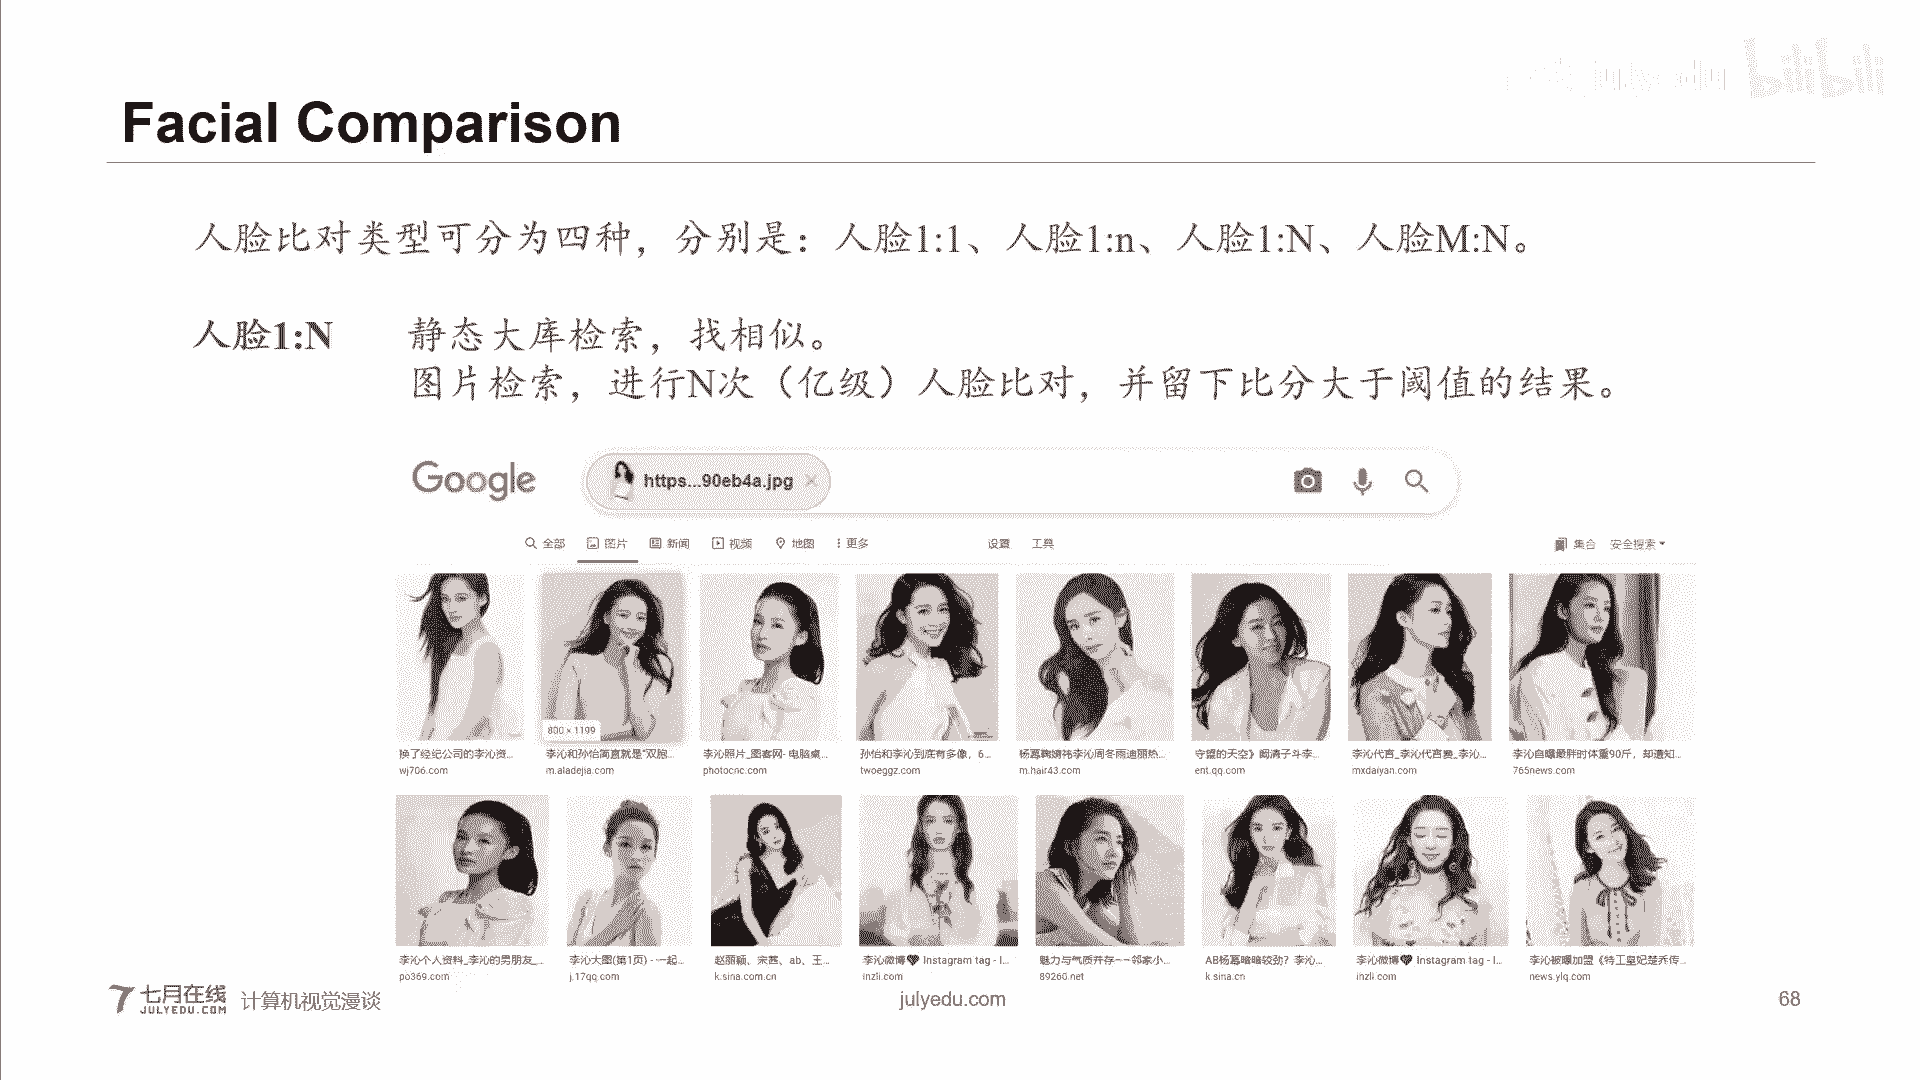 julyedu bilibili
Facial Comparison
人脸比对类型可分为四种，分别是：人脸1:1、人脸1:n、人脸1:N、人脸M:N。
人脸1:N 静态大库检索，找相似。
图片检索，进行N次（亿级）人脸比对，并留下比分大于阈值的结果。
Google https...90eb4a.jpg ×
全部 图片 新闻 视频 地图 更多 设置 工具 集合 安全搜索
800 × 1199
换了经纪公司的李沁资... 李沁和孙怡简直就是“双胞... 李沁照片_图客网- 电脑桌... 孙怡和李沁到底有多像，6... 杨幂鞠婧祎李沁周冬雨迪丽热... 守望的天空》阚清子斗李... 李沁代言_李沁代言费_李沁... 李沁自曝最胖时体重90斤，却遭知...
wj706.com m.aladejia.com photocnc.com twoeggz.com m.hair43.com ent.qq.com mxdaiyan.com 765news.com
李沁个人资料_李沁的男朋友_... 李沁大图(第1页) - 一起... 赵丽颖、宋茜、ab、王... 李沁微博 Instagram tag - I... 魅力与气质并存——邻家小... AB杨幂暗暗较劲？李沁... 李沁微博 Instagram tag - I... 李沁被曝加盟《特工皇妃楚乔传...
po369.com j.17qq.com k.sina.com.cn inzli.com 89260.net k.sina.cn inzli.com news.ylq.com
七月在线 JULYEDU.COM 计算机视觉漫谈 julyedu.com 68